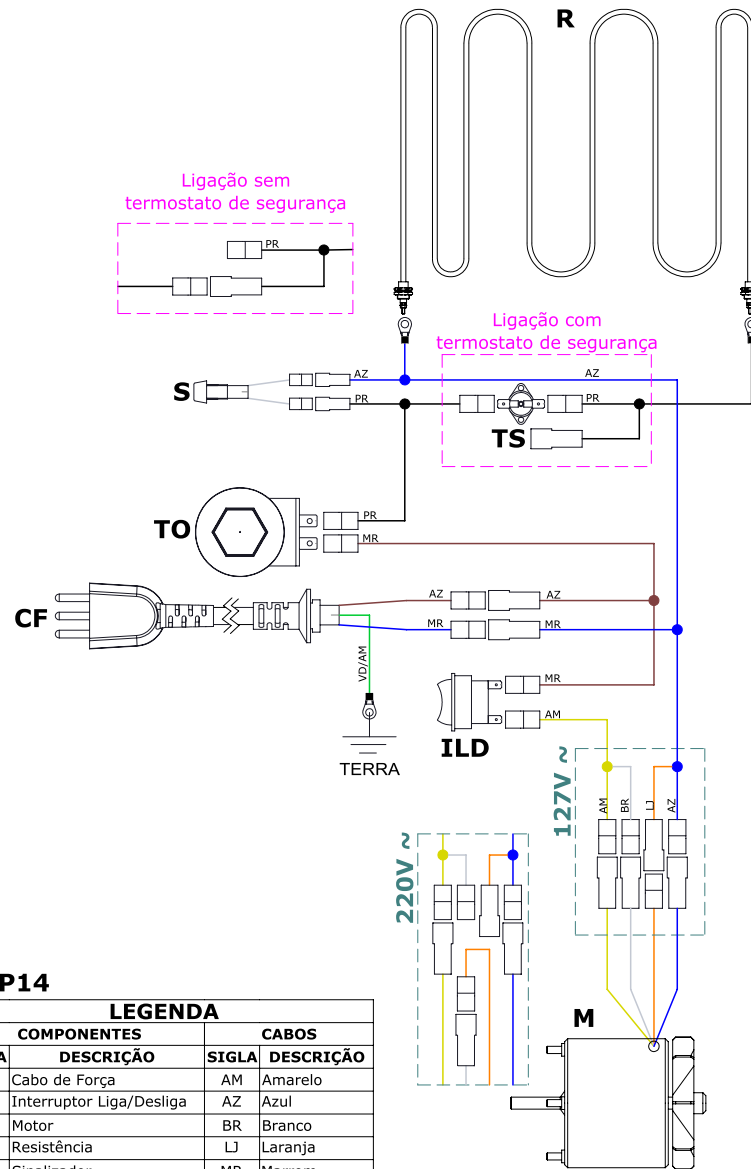 R
Ligação sem
termostato de segurança
PR
Ligação com
termostato de segurança
AZ
AZ
S
PR
PR
TS
TO
PR
MR
CF
AZ
AZ
MR
MR
VD/AM
MR
AM
ILD
TERRA
127V ~
AM
BR
LJ
AZ
220V ~
P14
M
LEGENDA
COMPONENTES
CABOS
DESCRIÇÃO
SIGLA
DESCRIÇÃO
Cabo de Força
AM
Amarelo
Interruptor Liga/Desliga
AZ
Azul
Motor
BR
Branco
Resistência
LJ
Laranja